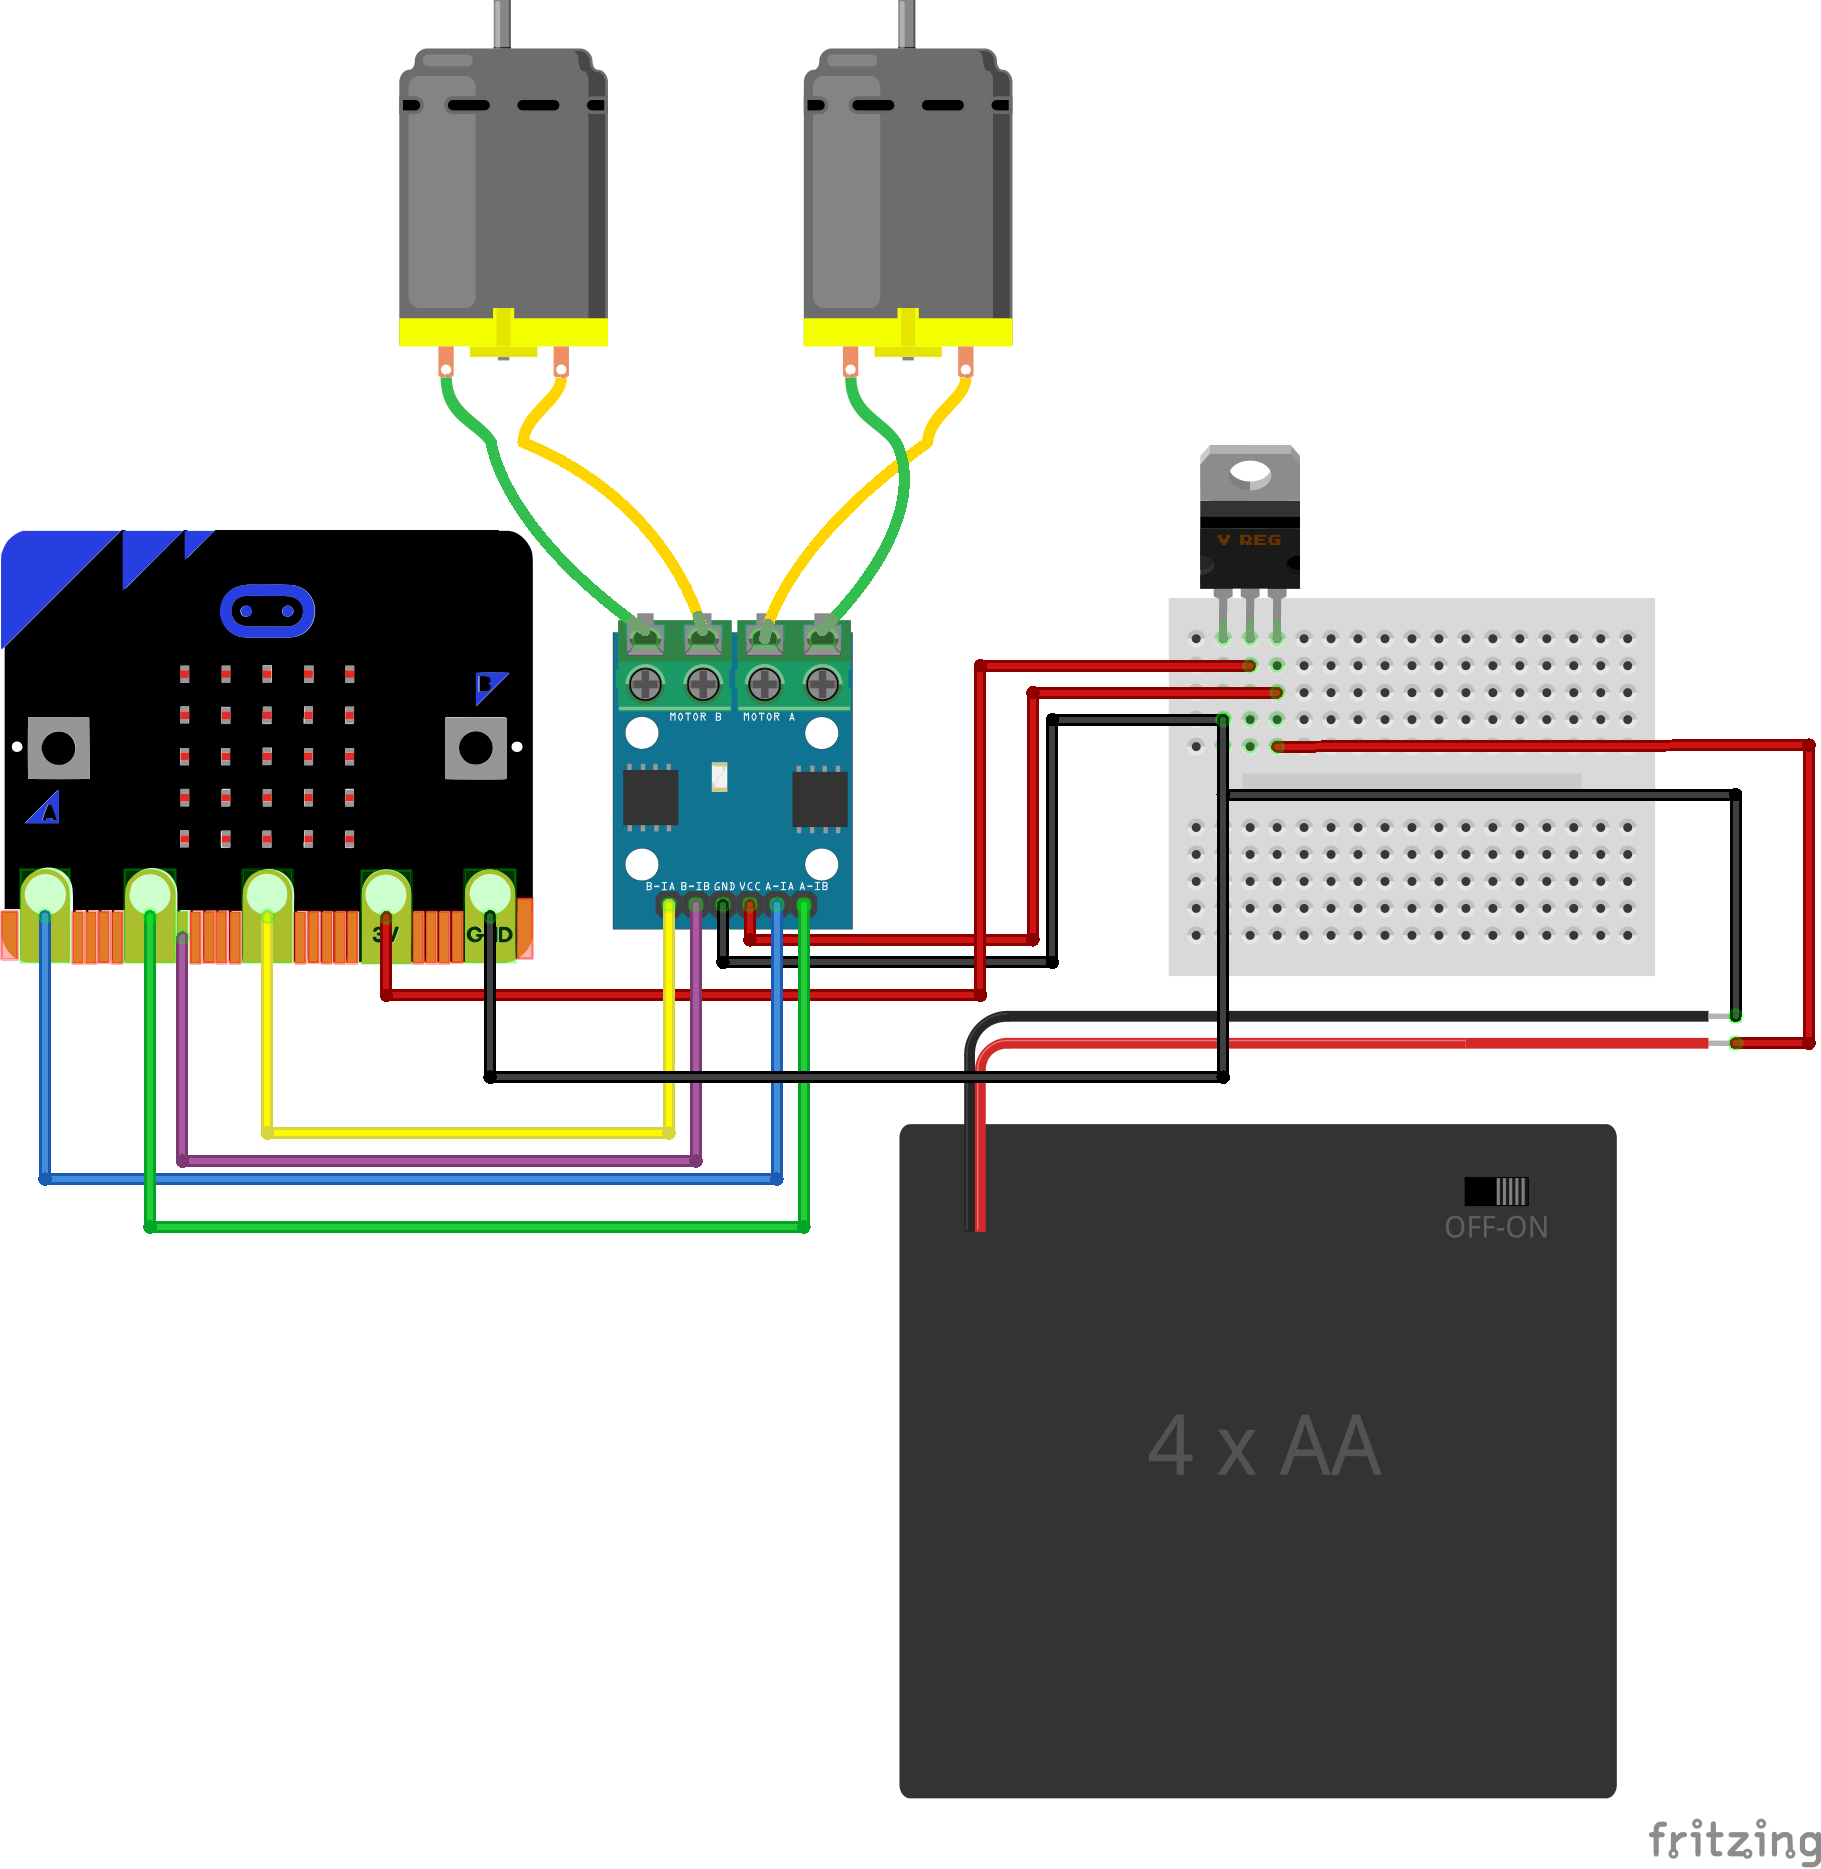 V REG
B
MOTOR B MOTOR A
A
B-IA B-IB GND VCC A-IA A-IB
3V GND
OFF-ON
4 x AA
fritzing